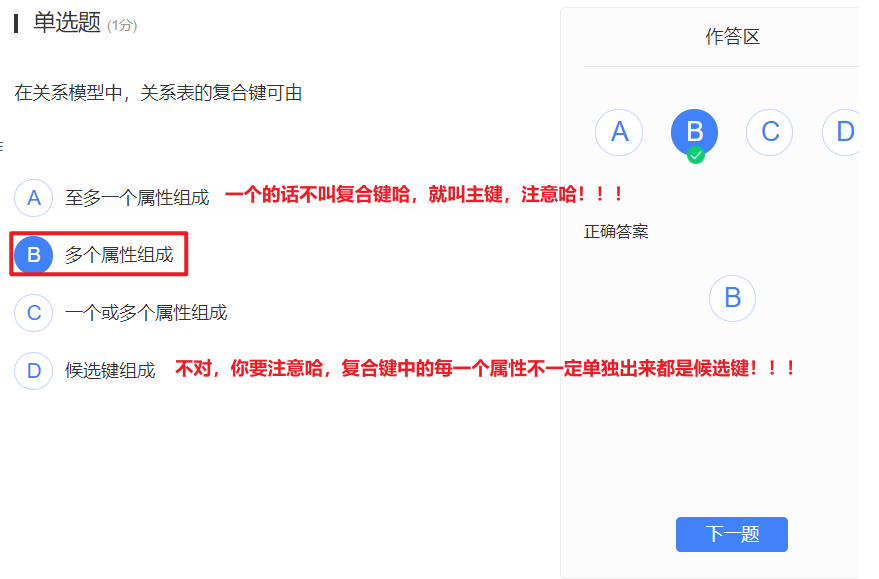 单选题 (1分)
在关系模型中，关系表的复合键可由
A 至多一个属性组成 一个的话不叫复合键哈，就叫主键，注意哈！！！
B 多个属性组成
C 一个或多个属性组成
D 候选键组成 不对，你要注意哈，复合键中的每一个属性不一定单独出来都是候选键！！！
作答区
A B C D
正确答案
B
下一题